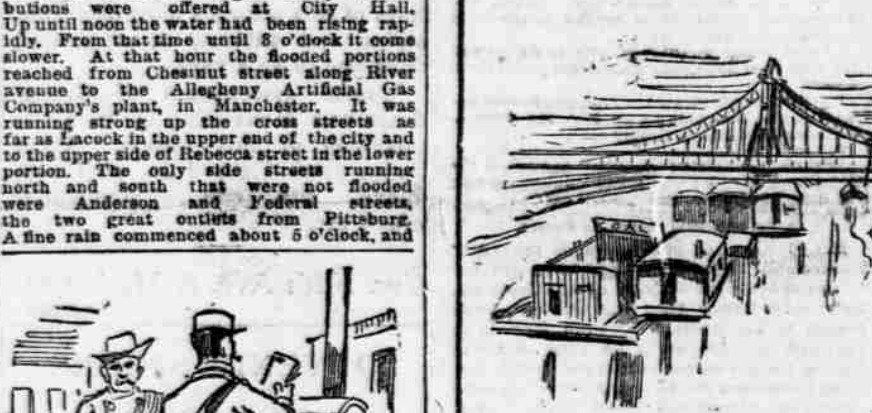 butions were offered at City Hall.
Up until noon the water had been rising rap-
idly. From that time until 3 o'clock it come
slower. At that hour the flooded portions
reached from Chestnut street along River
avenue to the Allegheny Artificial Gas
Company's plant, in Manchester. It was
running strong up the cross streets as
far as Lacock in the upper end of the city and
to the upper side of Rebecca street in the lower
portion. The only side streets running
north and south that were not flooded
were Anderson and Federal streets,
the two great outlets from Pittsburg.
A fine rain commenced about 5 o'clock, and
COAL